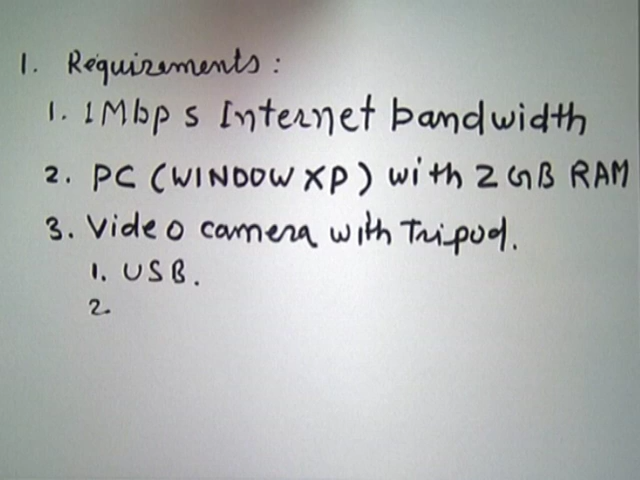 1. Requirements :
1. 1Mbps Internet bandwidth
2. PC (WINDOW XP) with 2GB RAM
3. Video camera with Tripod.
1. USB.
2.